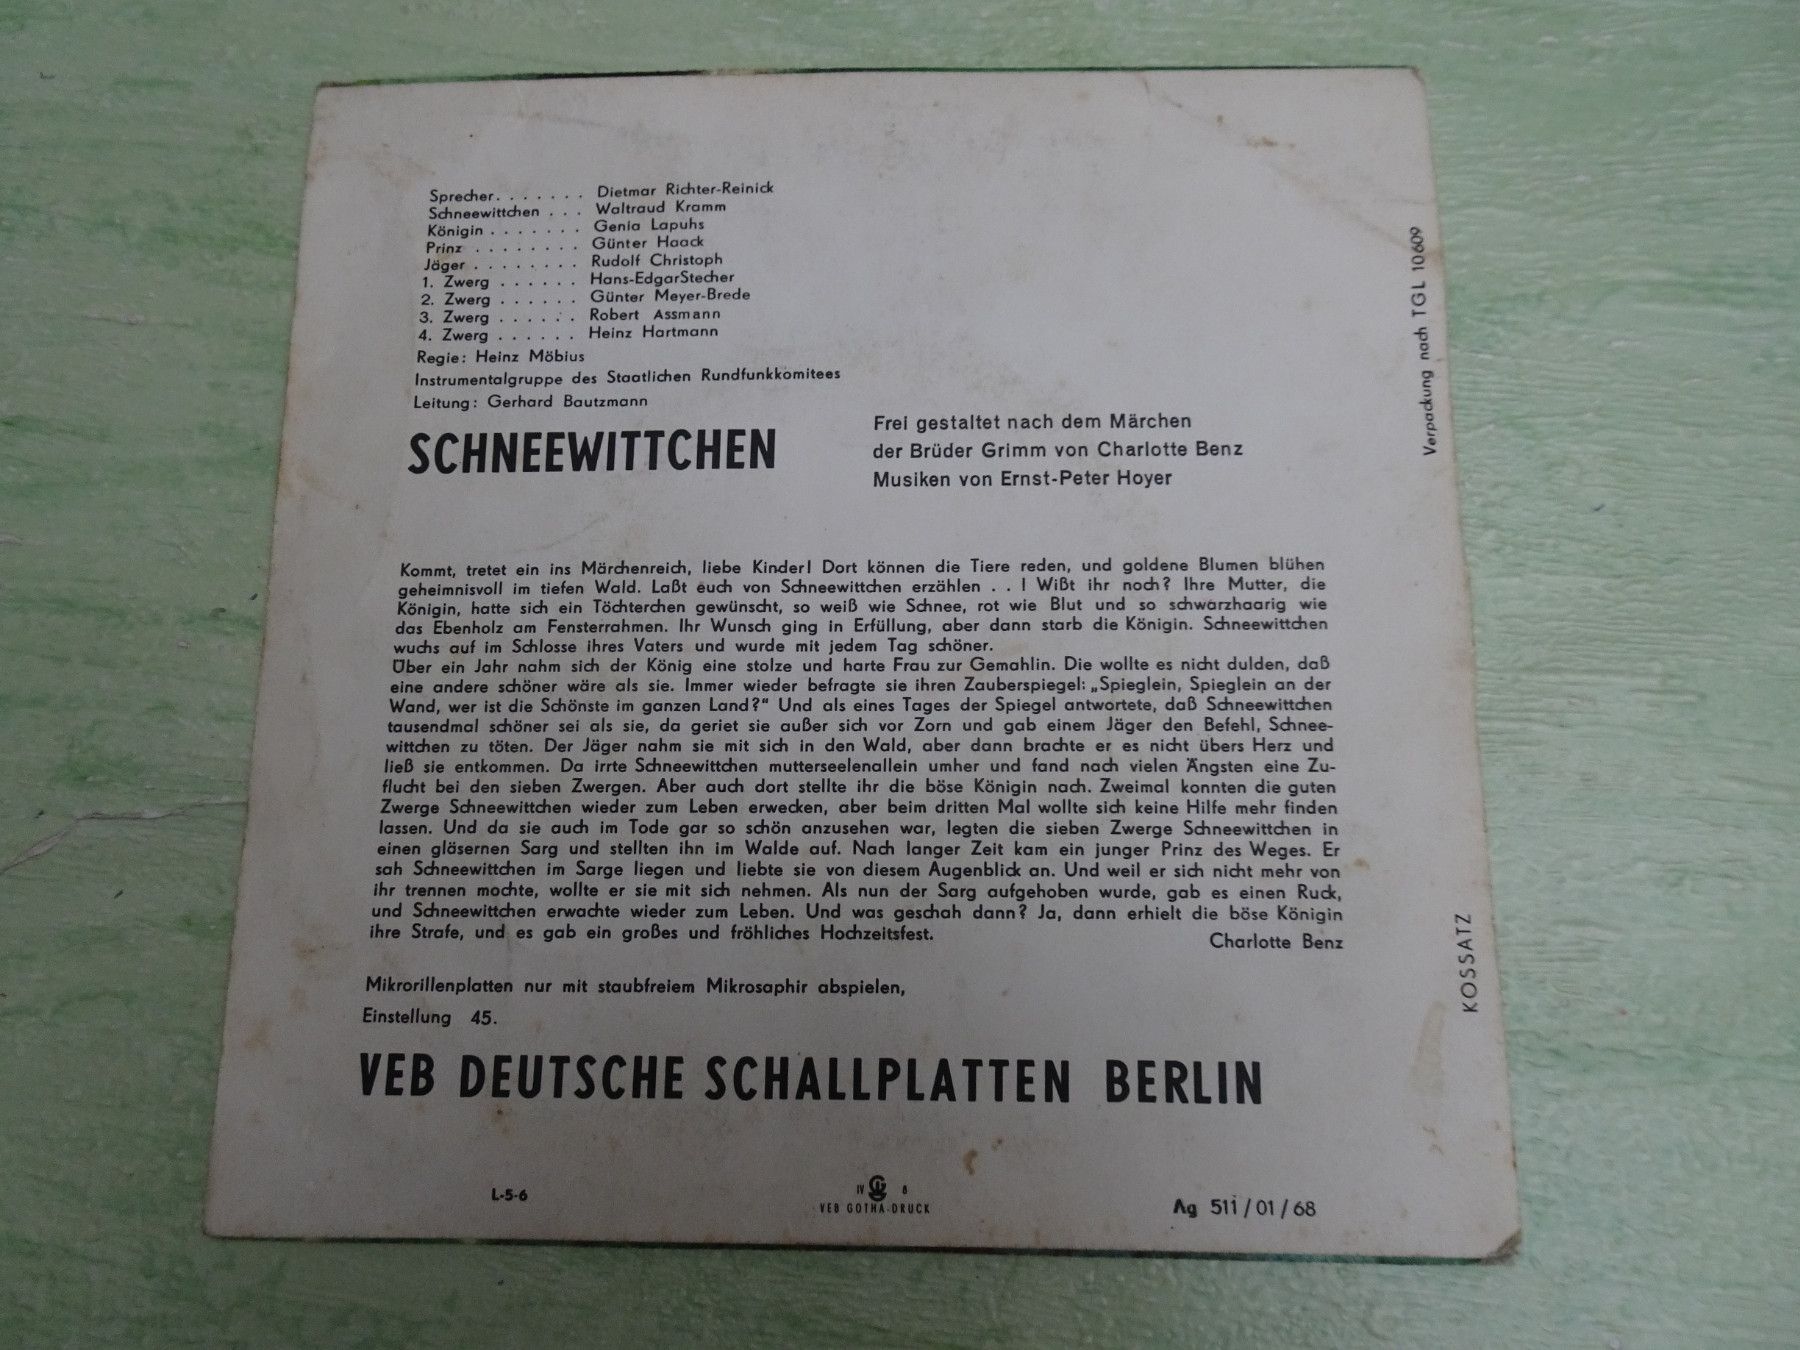 Sprecher. . . . . . . Dietmar Richter-Reinick
Schneewittchen . . . Waltraud Kramm
Königin . . . . . . . Genia Lapuhs
Prinz . . . . . . . . Günter Haack
Jäger . . . . . . . . Rudolf Christoph
1. Zwerg . . . . . . Hans-EdgarStecher
2. Zwerg . . . . . . Günter Meyer-Brede
3. Zwerg . . . . . . Robert Assmann
4. Zwerg . . . . . . Heinz Hartmann
Regie: Heinz Möbius
Instrumentalgruppe des Staatlichen Rundfunkkomitees
Leitung: Gerhard Bautzmann
SCHNEEWITTCHEN
Frei gestaltet nach dem Märchen
der Brüder Grimm von Charlotte Benz
Musiken von Ernst-Peter Hoyer
Kommt, tretet ein ins Märchenreich, liebe Kinder! Dort können die Tiere reden, und goldene Blumen blühen
geheimnisvoll im tiefen Wald. Laßt euch von Schneewittchen erzählen . . ! Wißt ihr noch? Ihre Mutter, die
Königin, hatte sich ein Töchterchen gewünscht, so weiß wie Schnee, rot wie Blut und so schwarzhaarig wie
das Ebenholz am Fensterrahmen. Ihr Wunsch ging in Erfüllung, aber dann starb die Königin. Schneewittchen
wuchs auf im Schlosse ihres Vaters und wurde mit jedem Tag schöner.
Über ein Jahr nahm sich der König eine stolze und harte Frau zur Gemahlin. Die wollte es nicht dulden, daß
eine andere schöner wäre als sie. Immer wieder befragte sie ihren Zauberspiegel: „Spieglein, Spieglein an der
Wand, wer ist die Schönste im ganzen Land?" Und als eines Tages der Spiegel antwortete, daß Schneewittchen
tausendmal schöner sei als sie, da geriet sie außer sich vor Zorn und gab einem Jäger den Befehl, Schnee-
wittchen zu töten. Der Jäger nahm sie mit sich in den Wald, aber dann brachte er es nicht übers Herz und
ließ sie entkommen. Da irrte Schneewittchen mutterseelenallein umher und fand nach vielen Ängsten eine Zu-
flucht bei den sieben Zwergen. Aber auch dort stellte ihr die böse Königin nach. Zweimal konnten die guten
Zwerge Schneewittchen wieder zum Leben erwecken, aber beim dritten Mal wollte sich keine Hilfe mehr finden
lassen. Und da sie auch im Tode gar so schön anzusehen war, legten die sieben Zwerge Schneewittchen in
einen gläsernen Sarg und stellten ihn im Walde auf. Nach langer Zeit kam ein junger Prinz des Weges. Er
sah Schneewittchen im Sarge liegen und liebte sie von diesem Augenblick an. Und weil er sich nicht mehr von
ihr trennen mochte, wollte er sie mit sich nehmen. Als nun der Sarg aufgehoben wurde, gab es einen Ruck,
und Schneewittchen erwachte wieder zum Leben. Und was geschah dann? Ja, dann erhielt die böse Königin
ihre Strafe, und es gab ein großes und fröhliches Hochzeitsfest.
Charlotte Benz
Mikrorillenplatten nur mit staubfreiem Mikrosaphir abspielen,
Einstellung 45.
VEB DEUTSCHE SCHALLPLATTEN BERLIN
L-5-6
IV 8
VEB GOTHA-DRUCK
Ag 511/01/68
Verpackung nach TGL 10609
KOSSATZ